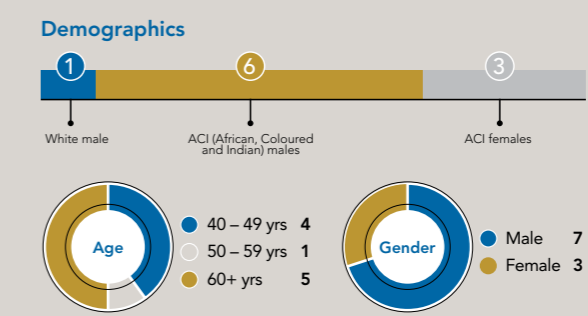 Demographics
1
6
3
White male
ACI (African, Coloured
and Indian) males
ACI females
Age
40 – 49 yrs 4
50 – 59 yrs 1
60+ yrs 5
Gender
Male 7
Female 3